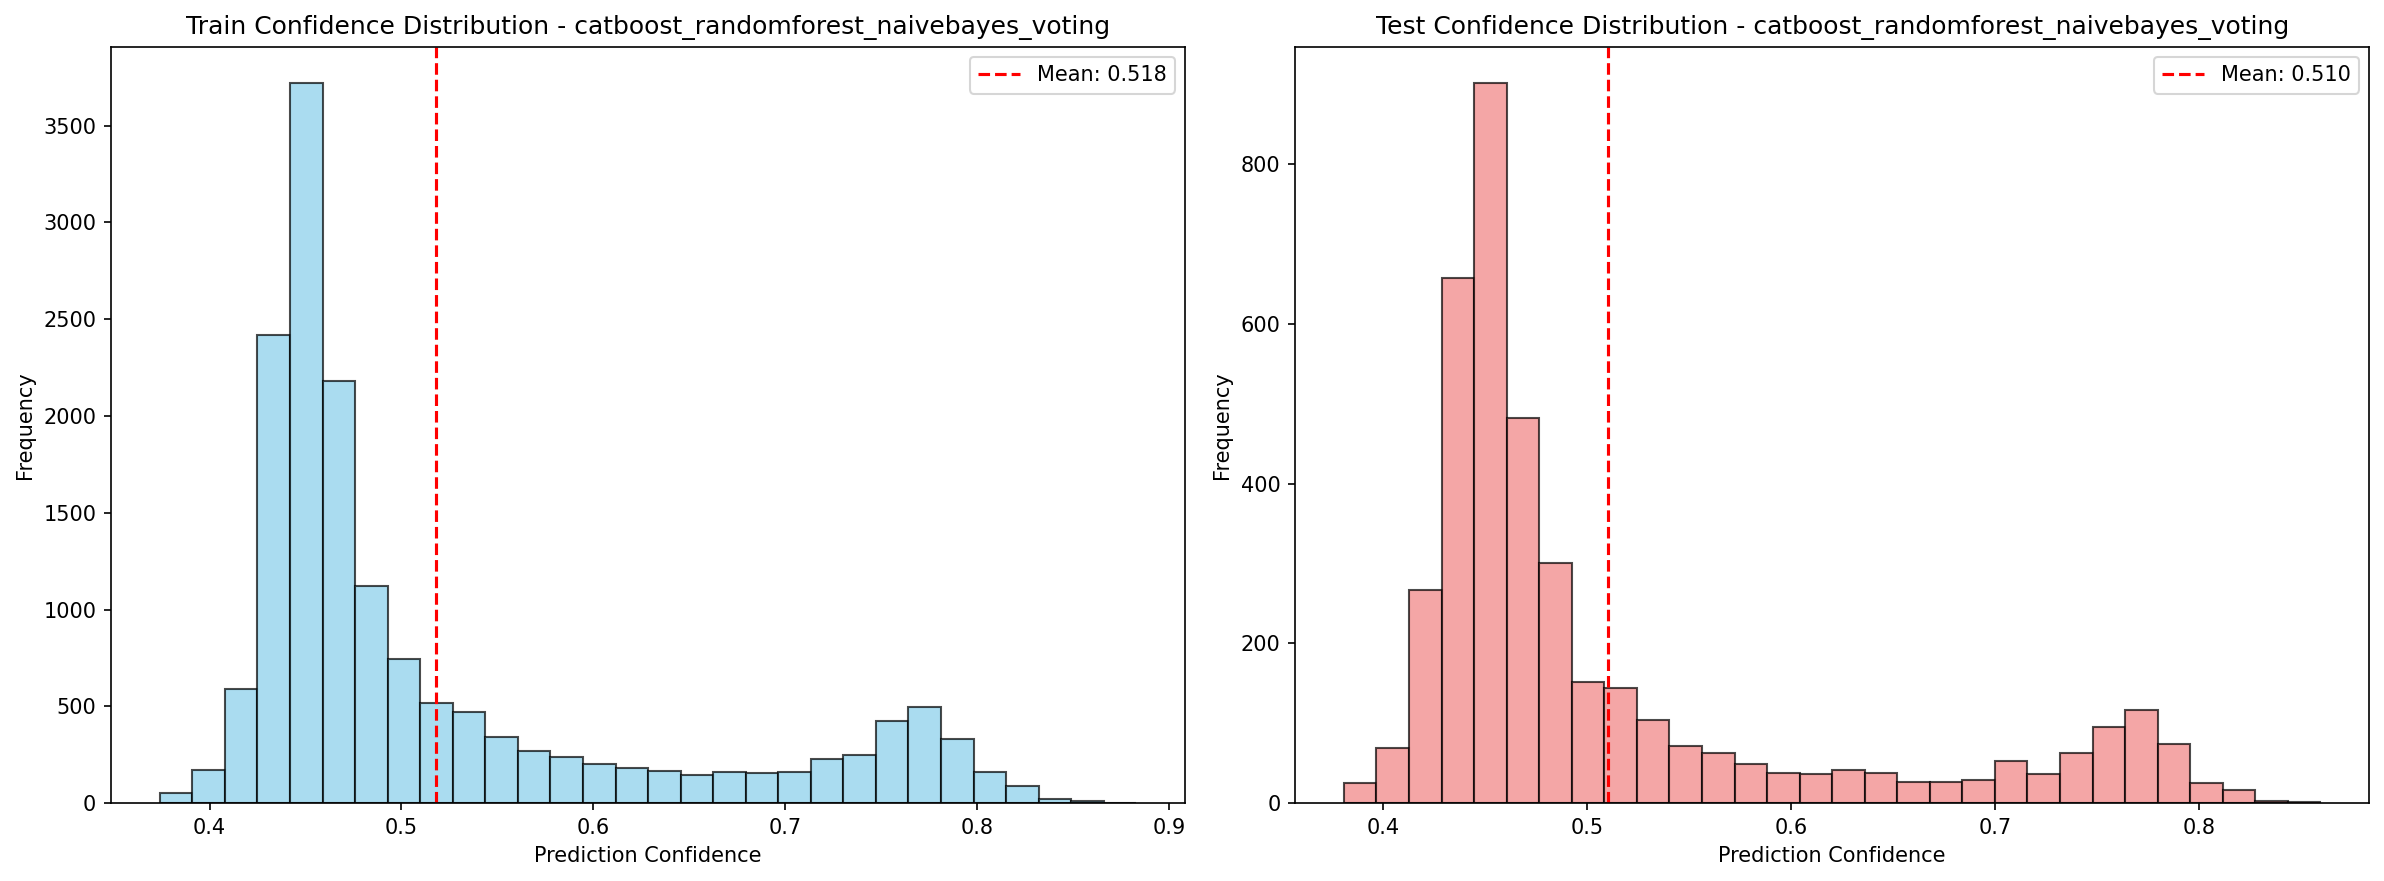 Train Confidence Distribution - catboost_randomforest_naivebayes_voting
Mean: 0.518
Frequency
3500
3000
2500
2000
1500
1000
500
0
0.4 0.5 0.6 0.7 0.8 0.9
Prediction Confidence
Test Confidence Distribution - catboost_randomforest_naivebayes_voting
Mean: 0.510
Frequency
800
600
400
200
0
0.4 0.5 0.6 0.7 0.8
Prediction Confidence